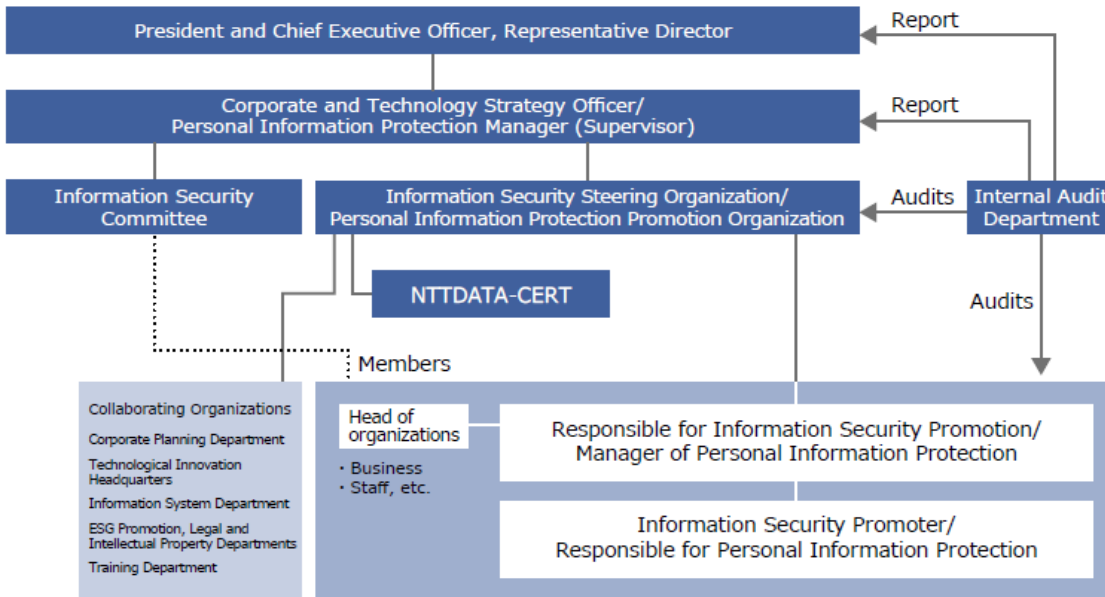 President and Chief Executive Officer, Representative Director
Report
Corporate and Technology Strategy Officer/
Personal Information Protection Manager (Supervisor)
Report
Information Security
Committee
Information Security Steering Organization/
Personal Information Protection Promotion Organization
Audits
Internal Audit
Department
NTTDATA-CERT
Audits
Members
Collaborating Organizations
Corporate Planning Department
Technological Innovation
Headquarters
Information System Department
ESG Promotion, Legal and
Intellectual Property Departments
Training Department
Head of
organizations
・Business
・Staff, etc.
Responsible for Information Security Promotion/
Manager of Personal Information Protection
Information Security Promoter/
Responsible for Personal Information Protection